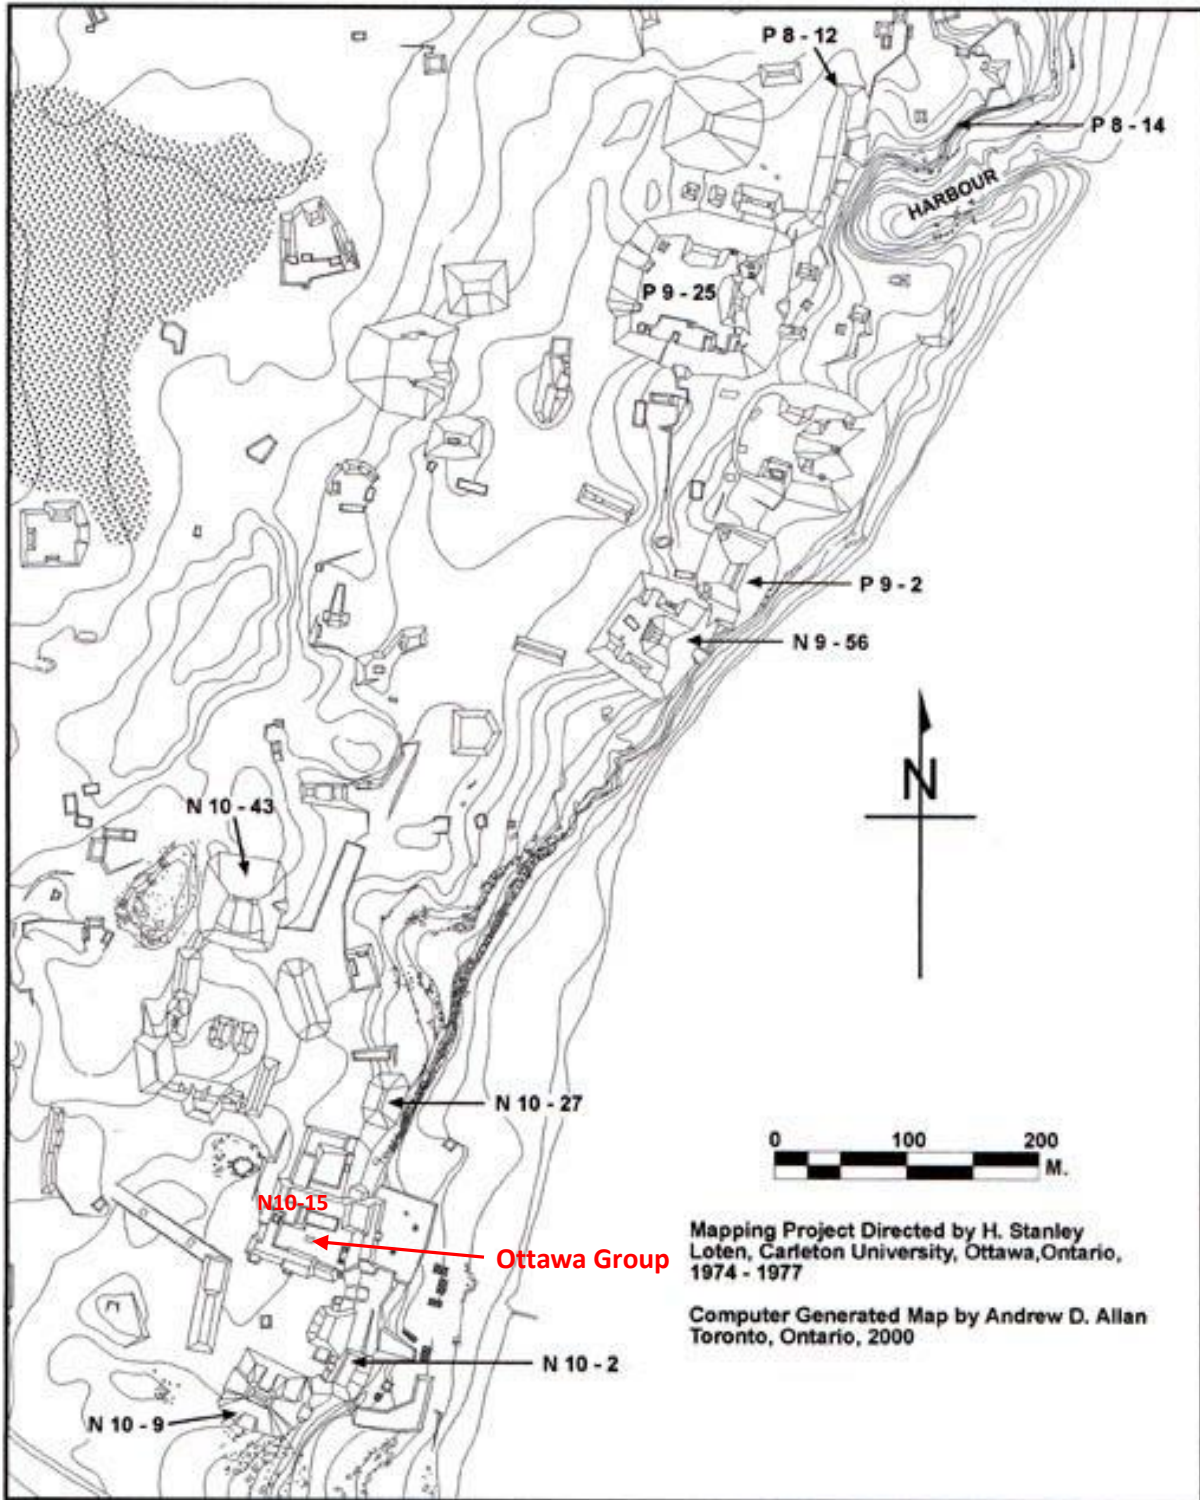 P 8 - 12
P 8 - 14
HARBOUR
P 9 - 25
P 9 - 2
N 9 - 56
N
N 10 - 43
N 10 - 27
0 100 200
M.
N10-15
Ottawa Group
Mapping Project Directed by H. Stanley
Loten, Carleton University, Ottawa,Ontario,
1974 - 1977
Computer Generated Map by Andrew D. Allan
Toronto, Ontario, 2000
N 10 - 2
N 10 - 9